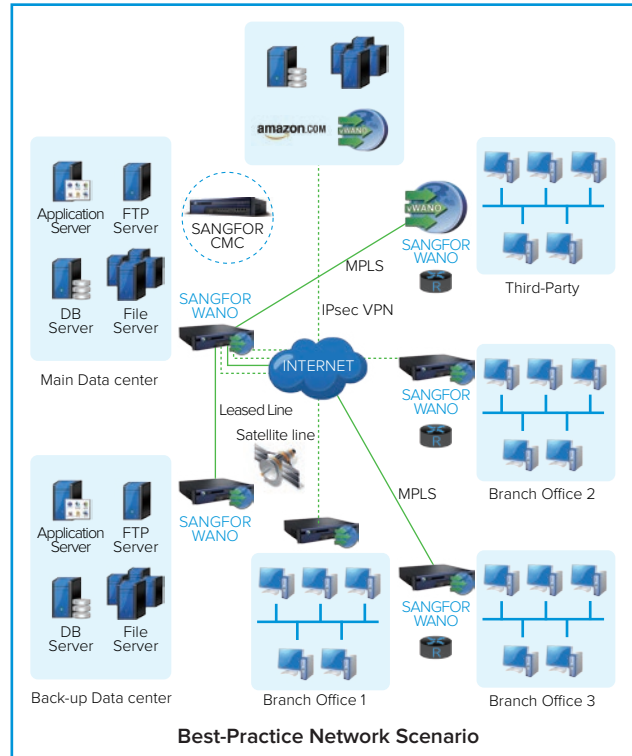 amazon.com
vWANO
Application
Server
FTP
Server
SANGFOR
CMC
DB
Server
File
Server
Main Data center
SANGFOR
WANO
vWANO
MPLS
SANGFOR
WANO
R
Third-Party
IPsec VPN
INTERNET
SANGFOR
WANO
R
Branch Office 2
Leased Line
Satellite line
SANGFOR
WANO
MPLS
Application
Server
FTP
Server
DB
Server
File
Server
Back-up Data center
Branch Office 1
SANGFOR
WANO
R
Branch Office 3
Best-Practice Network Scenario